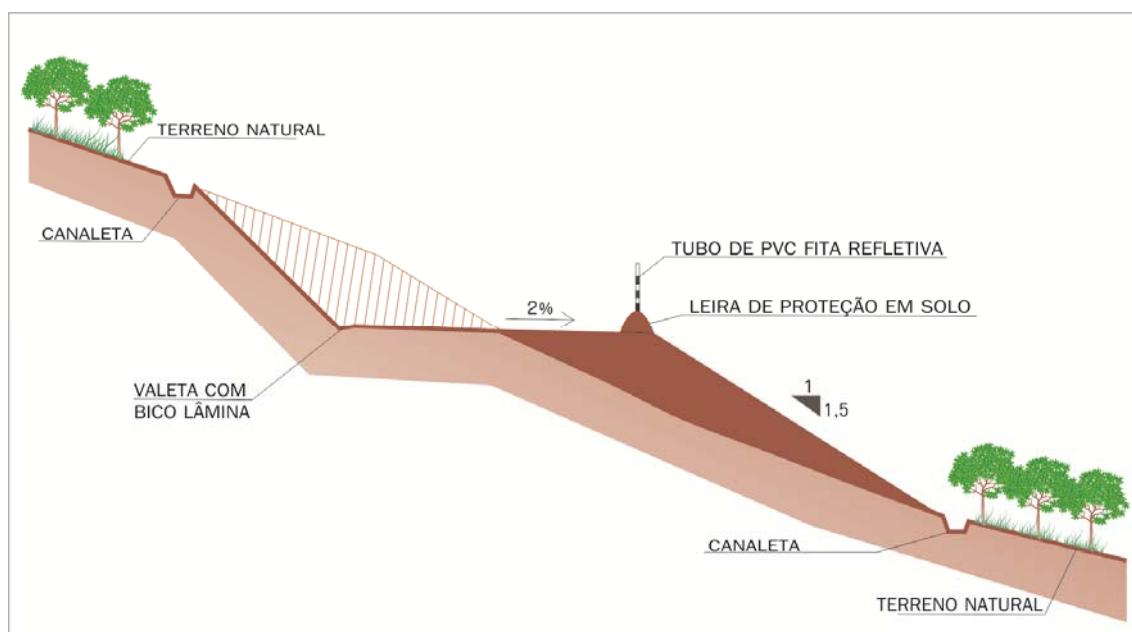 TERRENO NATURAL
CANALETA
TUBO DE PVC FITA REFLETIVA
2%
LEIRA DE PROTEÇÃO EM SOLO
VALETA COM
BICO LÂMINA
1
1,5
CANALETA
TERRENO NATURAL